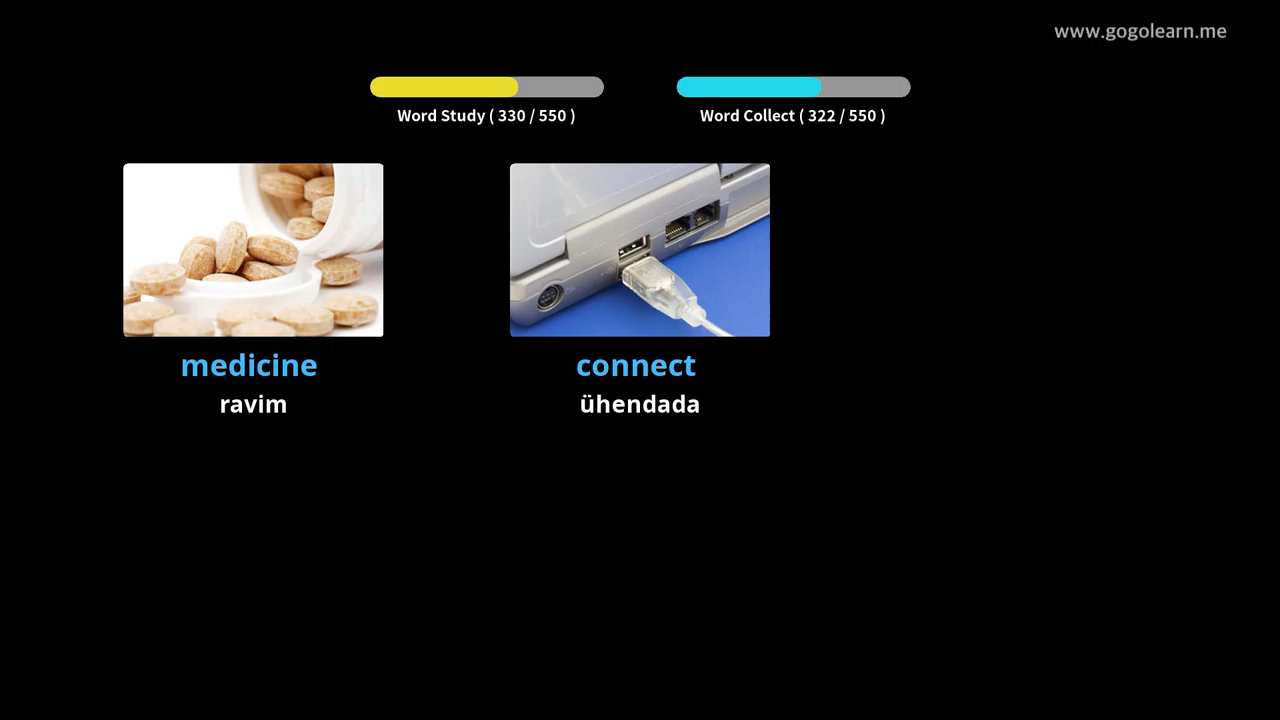 www.gogolearn.me
Word Study ( 330 / 550 )
Word Collect ( 322 / 550 )
medicine
ravim
connect
ühendada